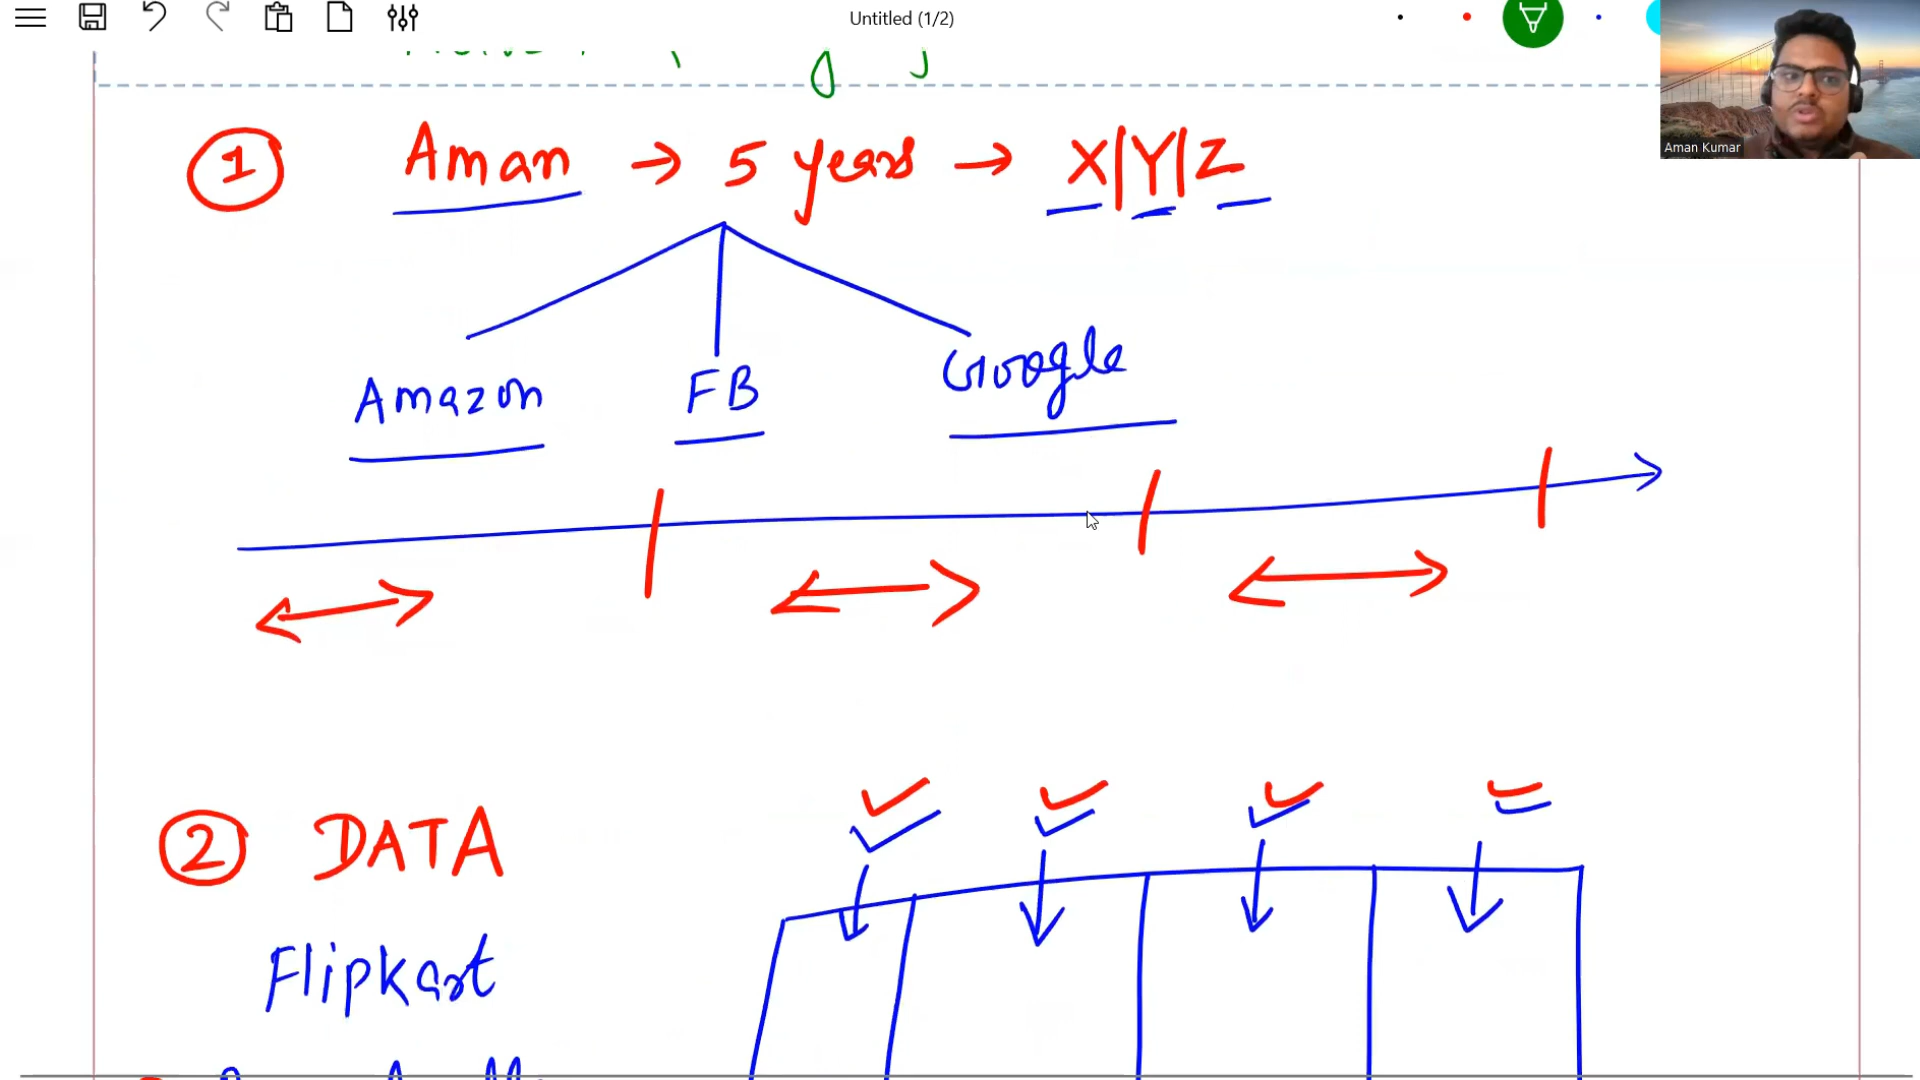 Untitled (1/2)
Aman Kumar
1 Aman → 5 years → X|Y|Z
Amazon FB Google
2 DATA
Flipkart